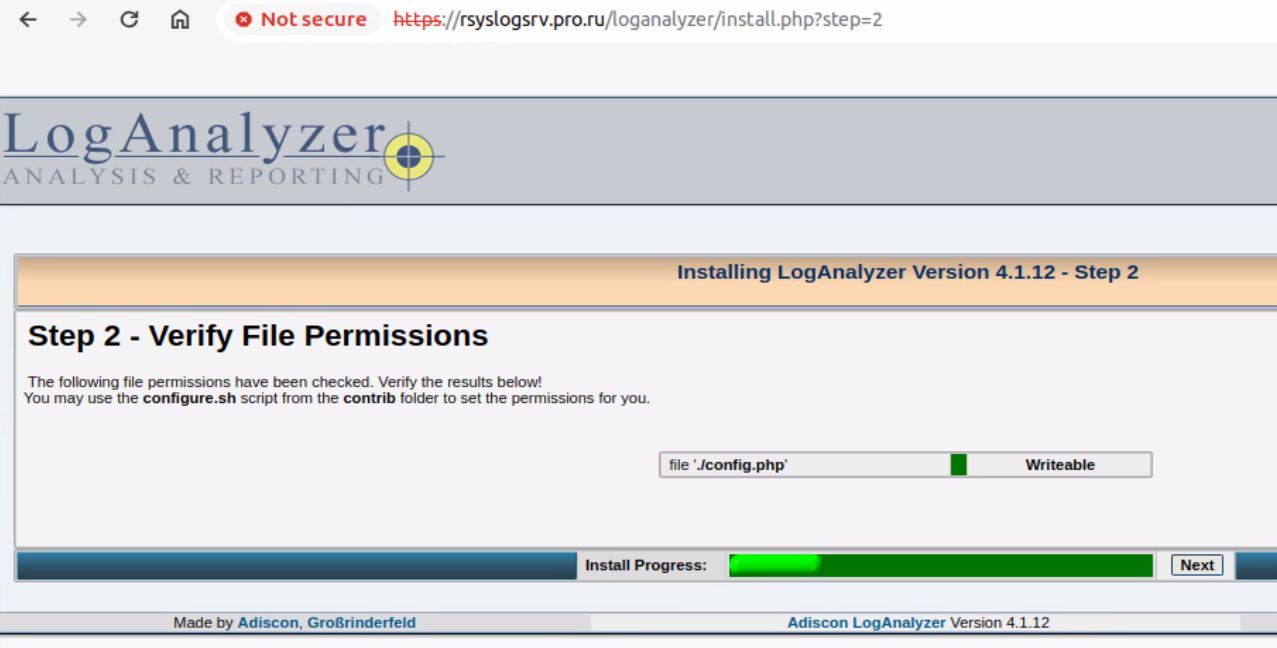 Not secure https://rsyslogsrv.pro.ru/loganalyzer/install.php?step=2
LogAnalyzer
ANALYSIS & REPORTING
Installing LogAnalyzer Version 4.1.12 - Step 2
Step 2 - Verify File Permissions
The following file permissions have been checked. Verify the results below!
You may use the configure.sh script from the contrib folder to set the permissions for you.
file './config.php' Writeable
Install Progress: Next
Made by Adiscon, Großrinderfeld Adiscon LogAnalyzer Version 4.1.12